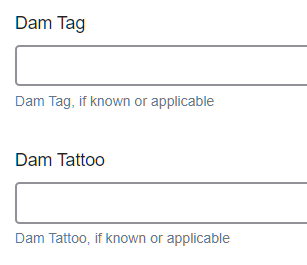 Dam Tag
Dam Tag, if known or applicable
Dam Tattoo
Dam Tattoo, if known or applicable